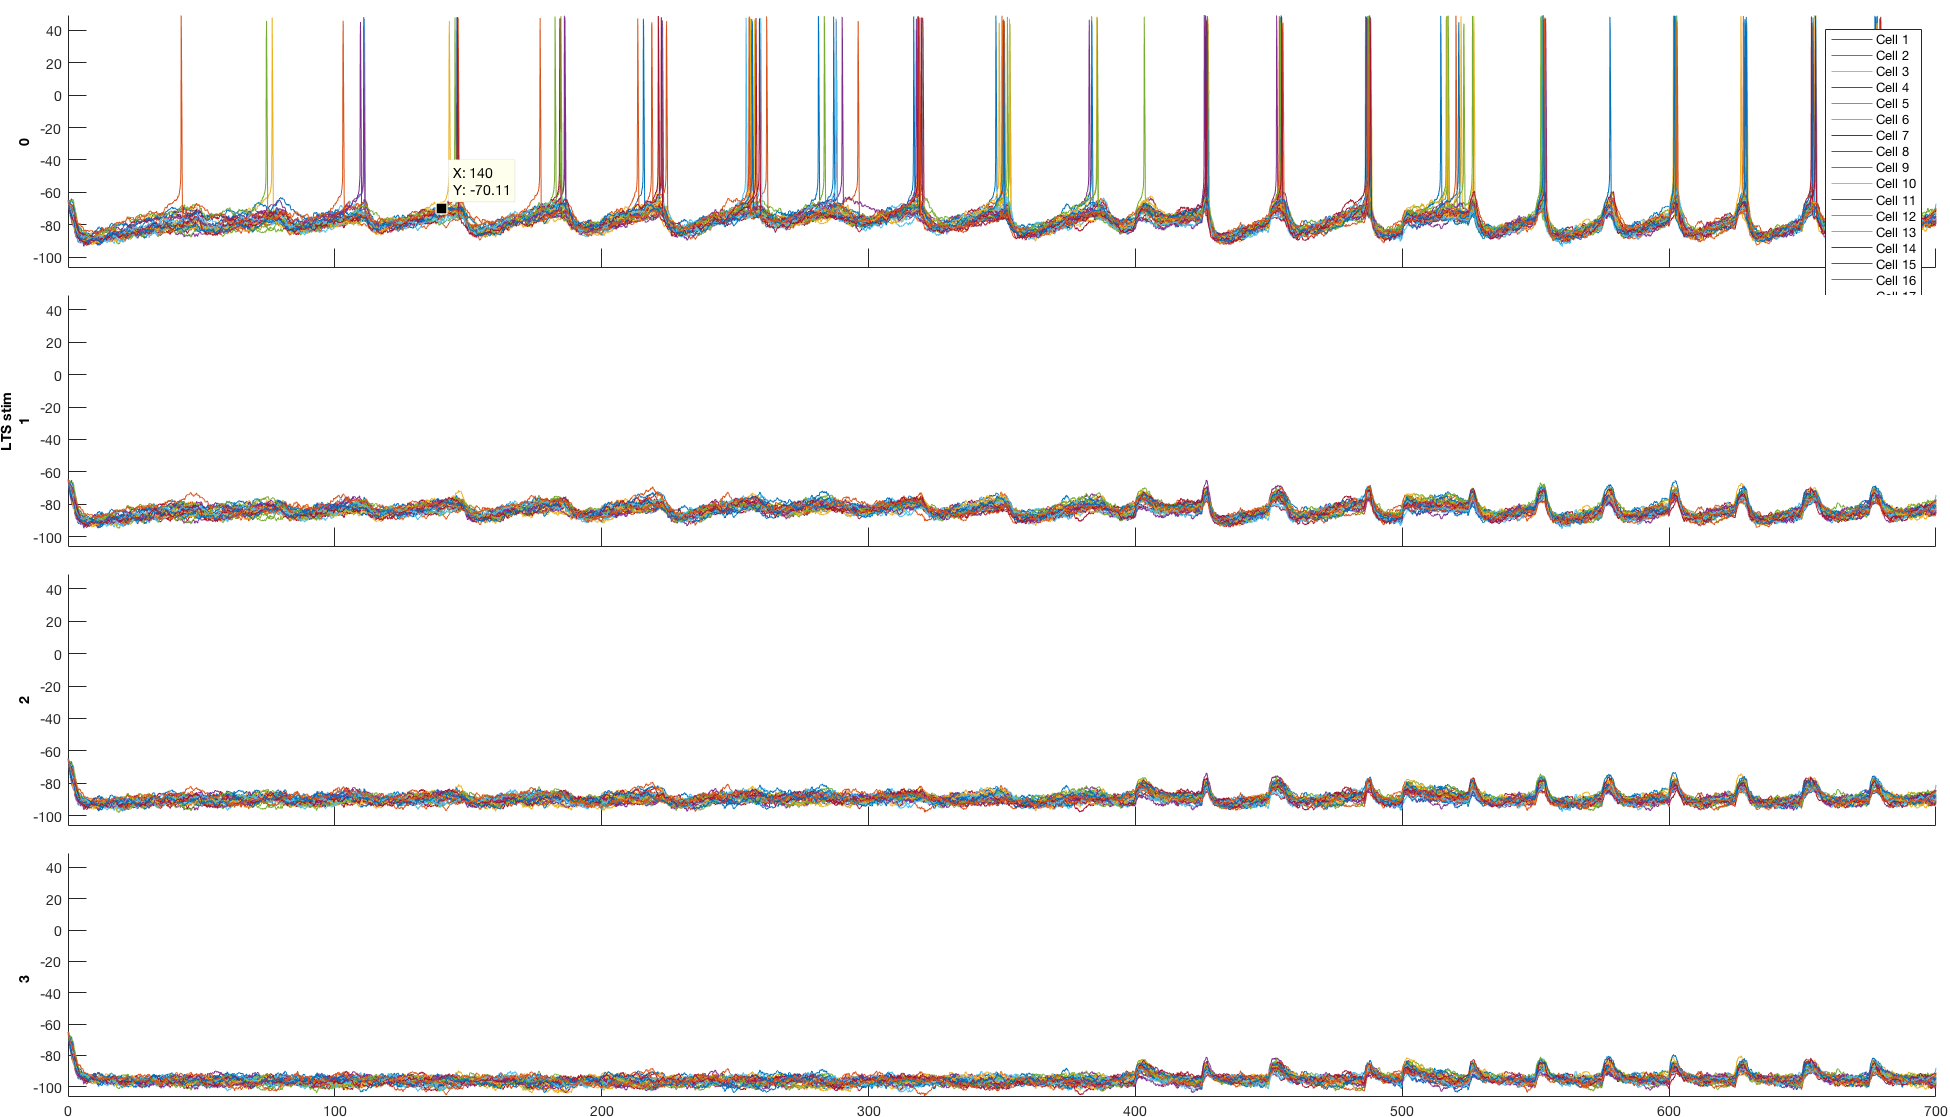 40
20
0
-20
-40
-60
-80
-100
0
X: 140
Y: -70.11
Cell 1
Cell 2
Cell 3
Cell 4
Cell 5
Cell 6
Cell 7
Cell 8
Cell 9
Cell 10
Cell 11
Cell 12
Cell 13
Cell 14
Cell 15
Cell 16
40
20
0
-20
-40
-60
-80
-100
LTS stim
1
40
20
0
-20
-40
-60
-80
-100
2
40
20
0
-20
-40
-60
-80
-100
3
0 100 200 300 400 500 600 700